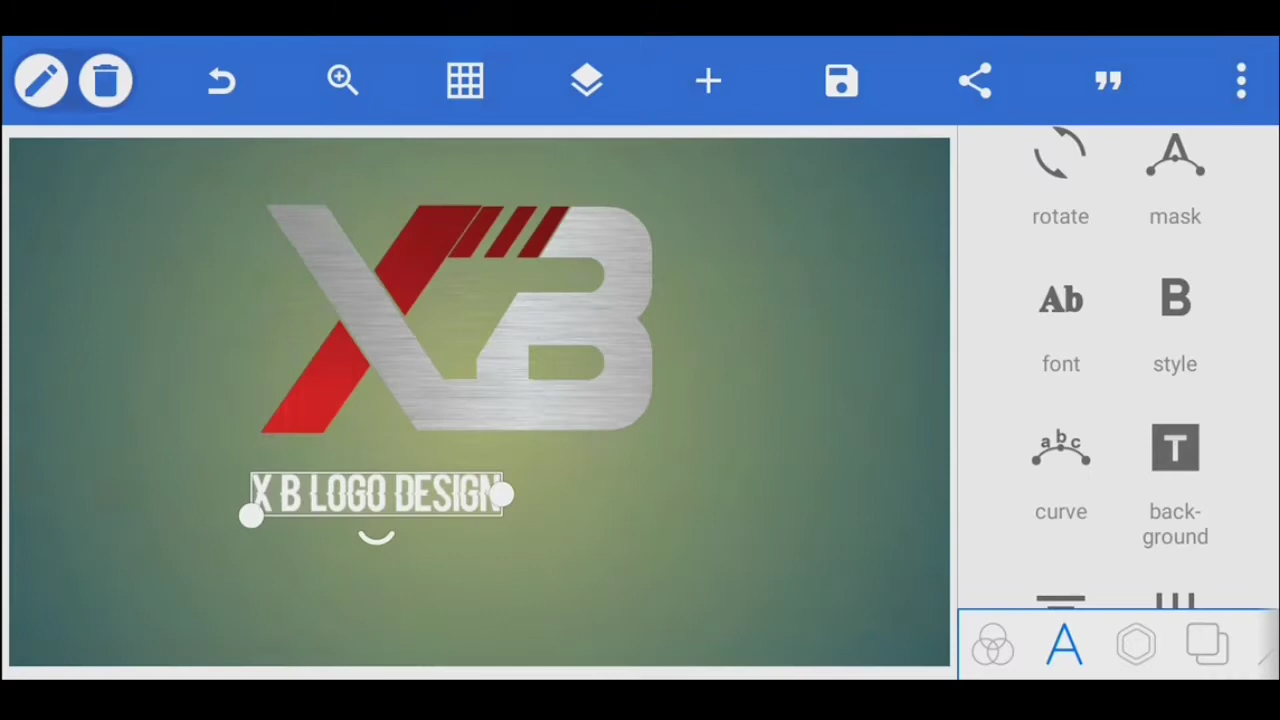 XB
X B LOGO DESIGN
rotate
mask
Ab
font
B
style
abc
curve
T
back-
ground
A